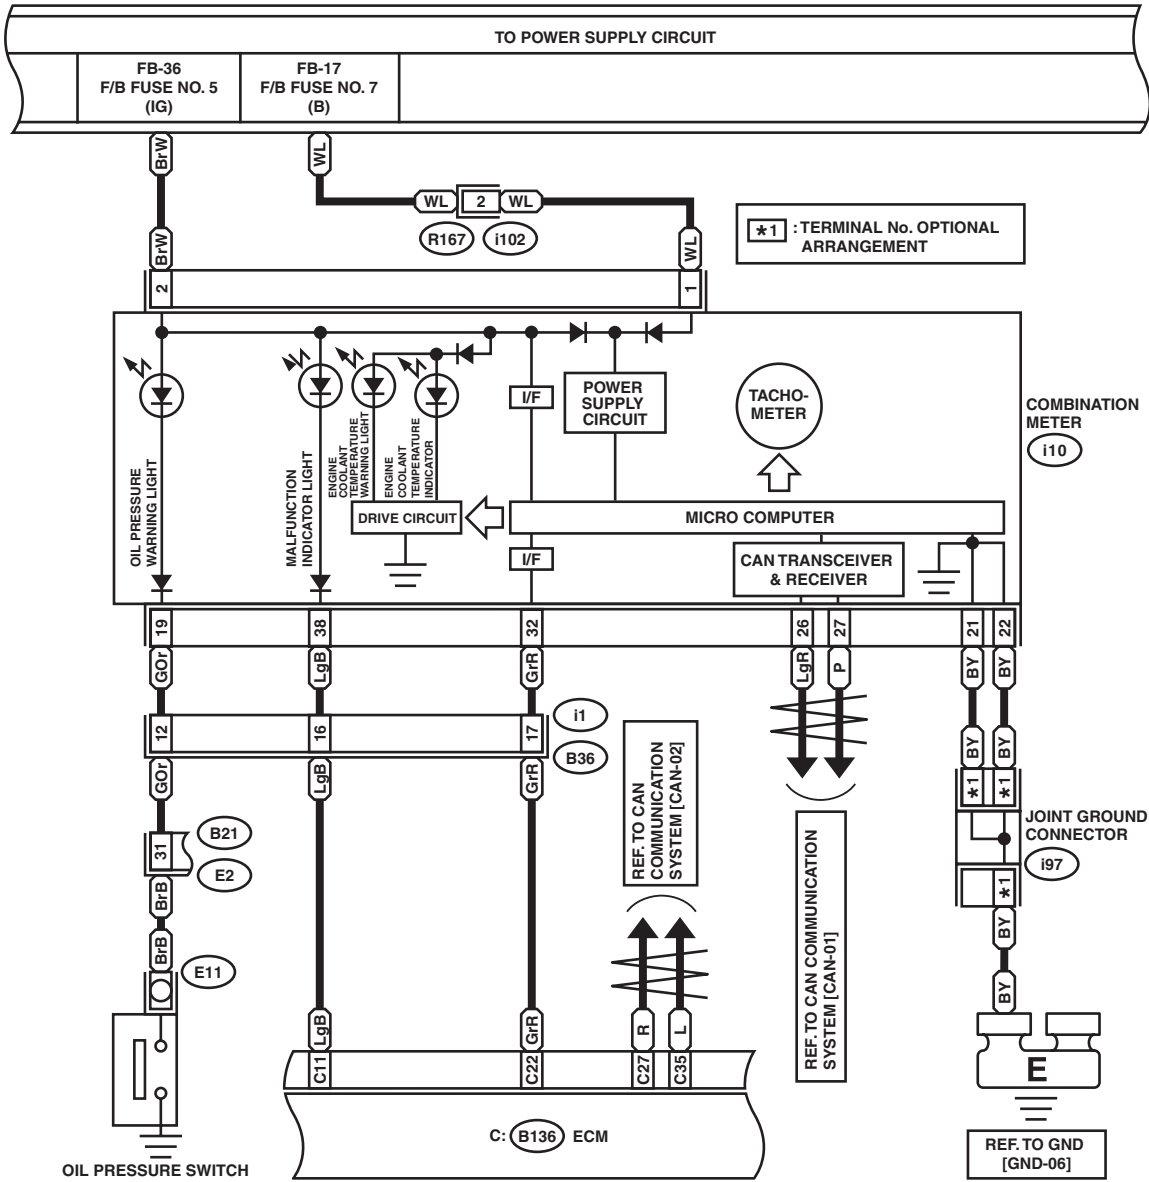 TO POWER SUPPLY CIRCUIT
FB-36
F/B FUSE NO. 5
(IG)
FB-17
F/B FUSE NO. 7
(B)
BrW
WL
WL
2
WL
R167
i102
*1 : TERMINAL No. OPTIONAL
ARRANGEMENT
BrW
WL
2
1
I/F
POWER
SUPPLY
CIRCUIT
TACHO-
METER
COMBINATION
METER
i10
OIL PRESSURE
WARNING LIGHT
MALFUNCTION
INDICATOR LIGHT
ENGINE
COOLANT
TEMPERATURE
WARNING LIGHT
ENGINE
COOLANT
TEMPERATURE
INDICATOR
DRIVE CIRCUIT
MICRO COMPUTER
I/F
CAN TRANSCEIVER
& RECEIVER
19
38
32
26
27
21
22
GOr
LgB
GrR
LgR
P
BY
BY
12
16
17
i1
B36
GOr
LgB
GrR
BY
BY
*1
*1
REF. TO CAN
COMMUNICATION
SYSTEM [CAN-02]
REF. TO CAN COMMUNICATION
SYSTEM [CAN-01]
JOINT GROUND
CONNECTOR
i97
*1
31
B21
E2
BrB
BrB
E11
BY
BY
LgB
GrR
R
L
C11
C22
C27
C35
E
C: B136 ECM
OIL PRESSURE SWITCH
REF. TO GND
[GND-06]